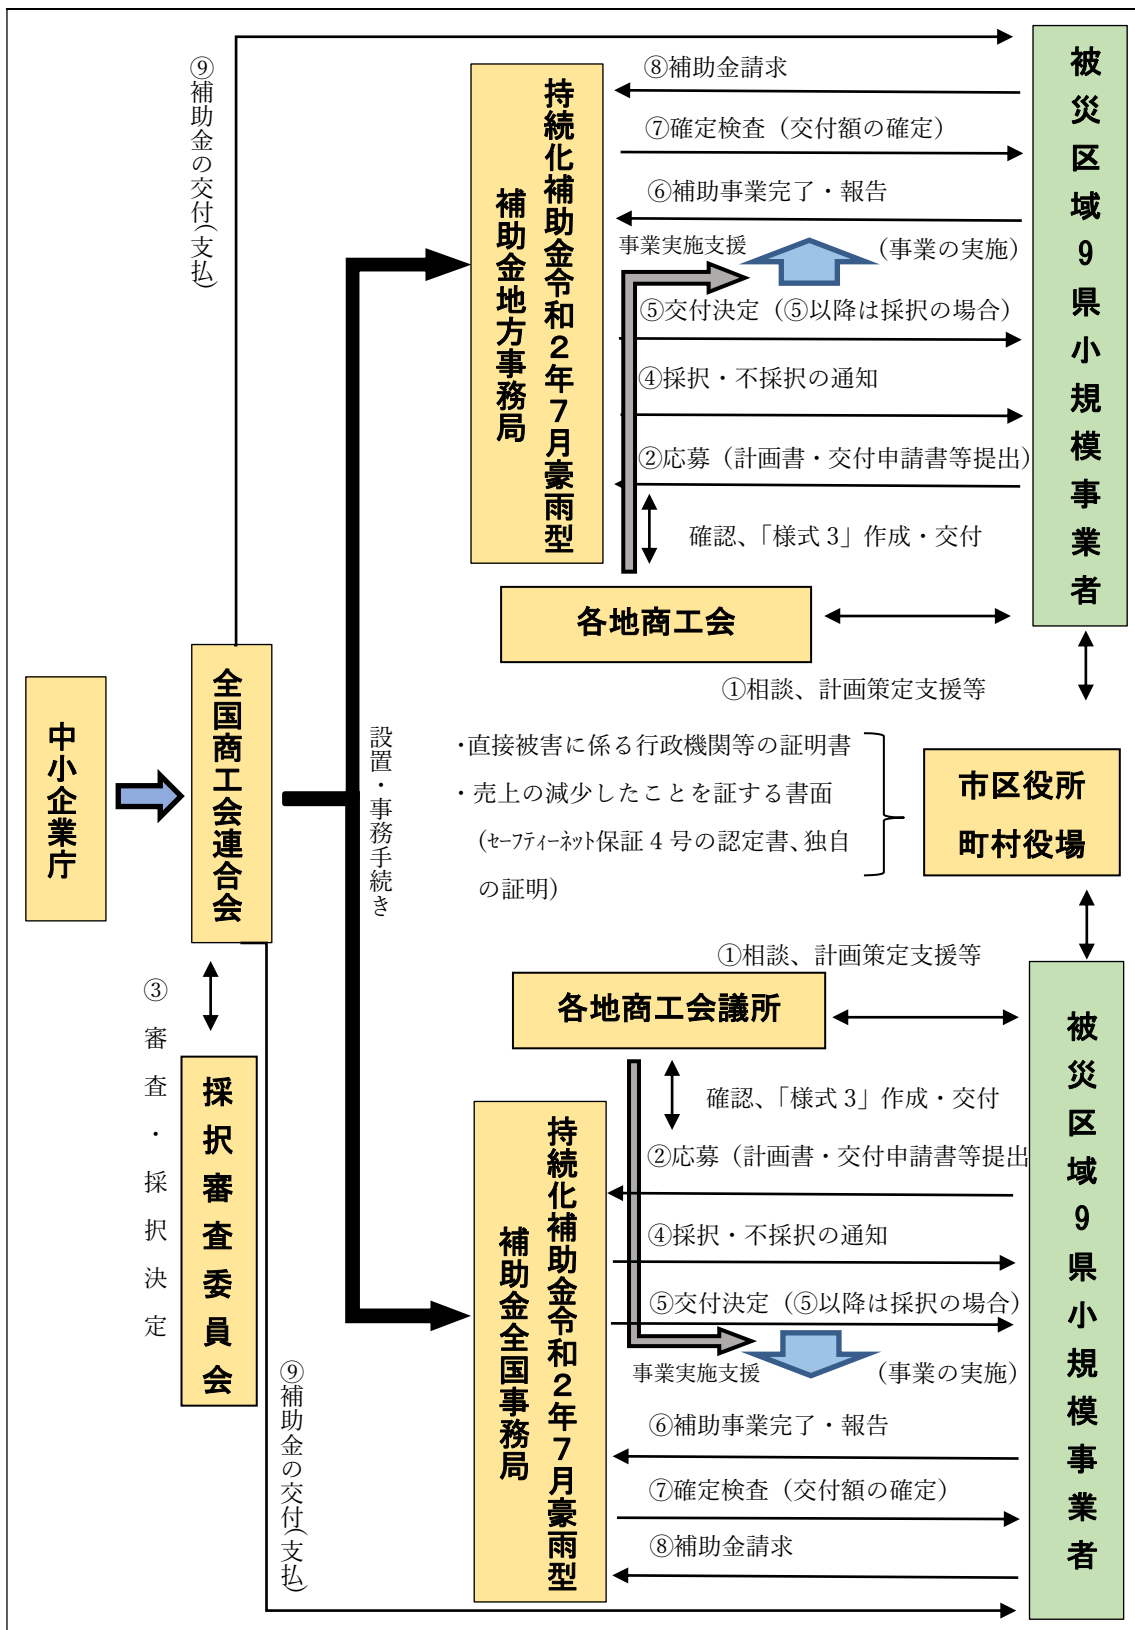 ⑨補助金の交付(支払)
持続化補助金令和2年7月豪雨型
補助金地方事務局
被災区域9県小規模事業者
⑧補助金請求
⑦確定検査（交付額の確定）
⑥補助事業完了・報告
事業実施支援
(事業の実施)
⑤交付決定（⑤以降は採択の場合）
④採択・不採択の通知
②応募（計画書・交付申請書等提出）
確認、「様式3」作成・交付
各地商工会
①相談、計画策定支援等
中小企業庁
全国商工会連合会
設置・事務手続き
・直接被害に係る行政機関等の証明書
・売上の減少したことを証する書面
(ｾｰﾌﾃｨｰﾈｯﾄ保証4号の認定書、独自
の証明)
市区役所
町村役場
③審査・採択決定
採択審査委員会
①相談、計画策定支援等
各地商工会議所
確認、「様式3」作成・交付
②応募（計画書・交付申請書等提出
④採択・不採択の通知
⑤交付決定（⑤以降は採択の場合）
事業実施支援
(事業の実施)
⑥補助事業完了・報告
⑦確定検査（交付額の確定）
⑧補助金請求
持続化補助金令和2年7月豪雨型
補助金全国事務局
被災区域9県小規模事業者
⑨補助金の交付(支払)